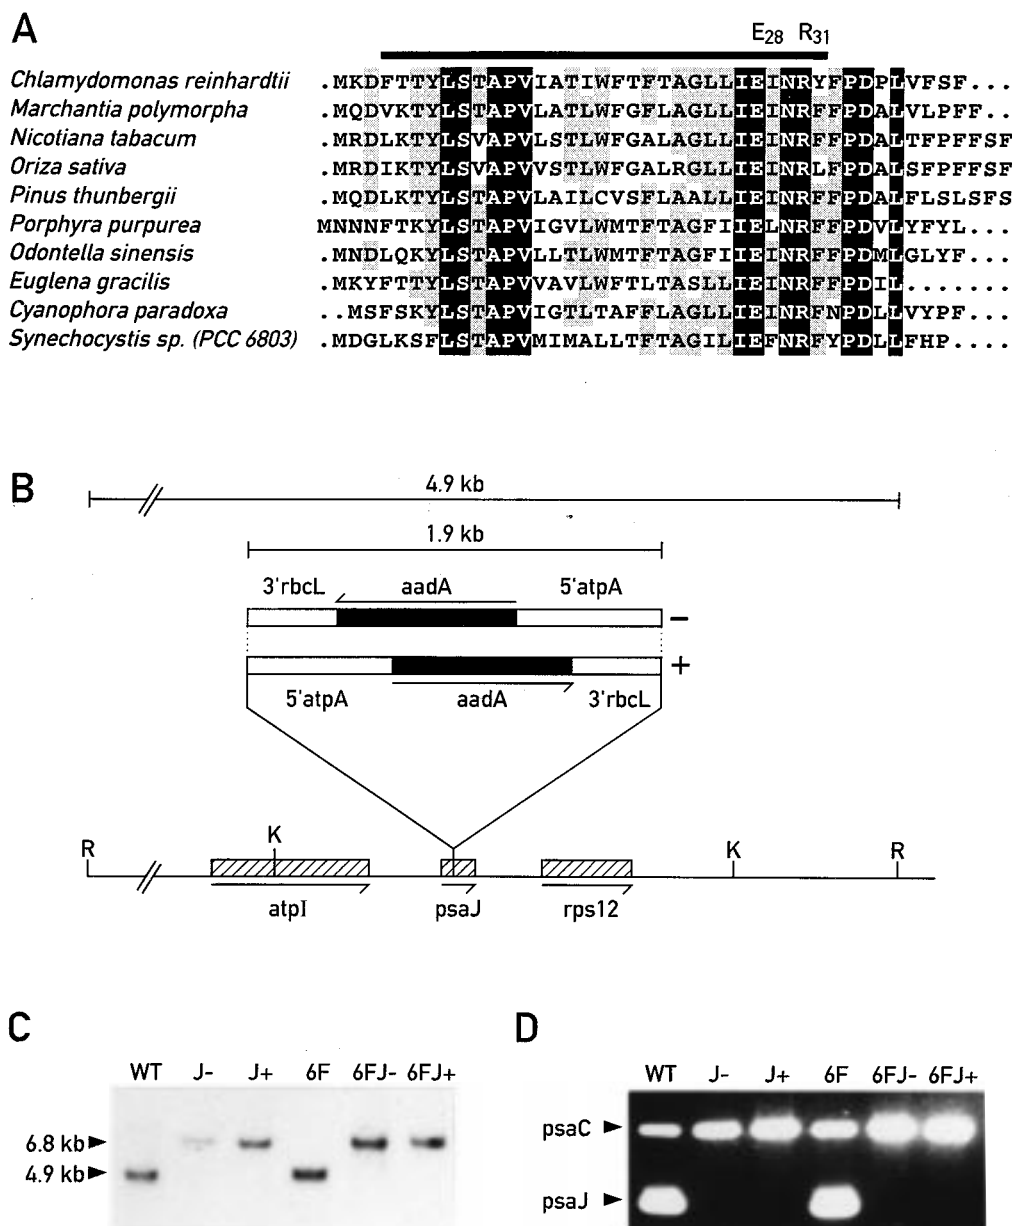 A
E28 R31
Chlamydomonas reinhardtii .MKDFTTYLSTAPVIATIWFTFTAGLLIEINRYFPDPLVFSF...
Marchantia polymorpha .MQDVKTYLSTAPVLATLWFGFLAGLLIEINRFFPDALVLPFF..
Nicotiana tabacum .MRDLKTYLSVAPVLSTLWFGALAGLLIEINRFFPDALTFPFFSF
Oriza sativa .MRDIKTYLSVAPVVSTLWFGALRGLLIEINRLFPDALSFPFFSF
Pinus thunbergii .MQDLKTYLSTAPVLAILCVSFLAALLIEINRFFPDALFLSLSFS
Porphyra purpurea MNNNFTKYLSTAPVIGVLWMTFTAGFIIELNRFFPDVLYFYL...
Odontella sinensis .MNDLQKYLSTAPVLLTLWMTFTAGFIIEINRFFPDMLGLYF...
Euglena gracilis .MKYFTTYLSTAPVVAVLWFTLTASLLIEINRFFPDIL.......
Cyanophora paradoxa ..MSFSKYLSTAPVIGTLTAFFLAGLLIEINRFNPDLLVYPF...
Synechocystis sp. (PCC 6803) .MDGLKSFLSTAPVMIMALLTFTAGILIEFNRFYPDLLFHP....
B
4.9 kb
1.9 kb
3'rbcL aadA 5'atpA
−
+
5'atpA aadA 3'rbcL
R K K R
atpI psaJ rps12
C
WT J- J+ 6F 6FJ- 6FJ+
6.8 kb
4.9 kb
D
WT J- J+ 6F 6FJ- 6FJ+
psaC
psaJ